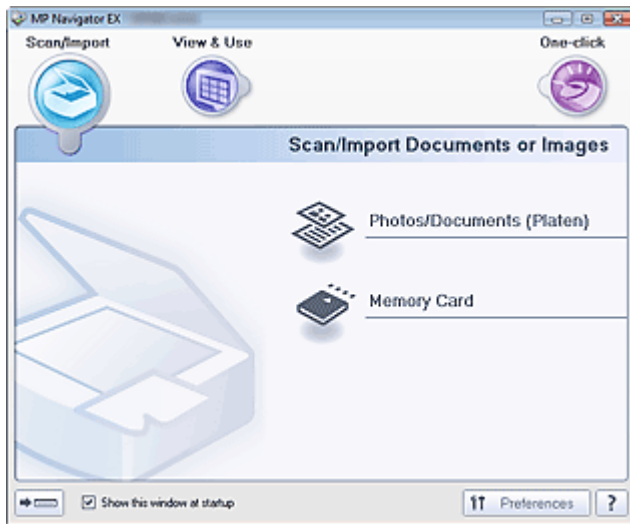 MP Navigator EX
Scan/Import View & Use One-click
Scan/Import Documents or Images
Photos/Documents (Platen)
Memory Card
Show this window at startup Preferences ?